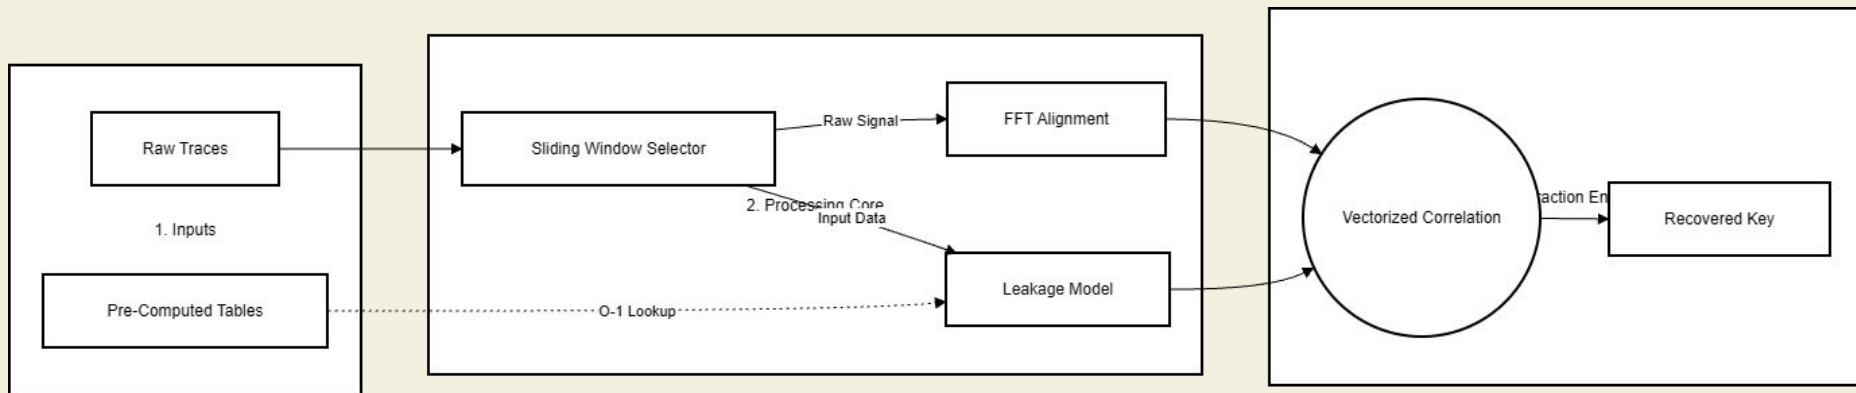 Raw Traces
1. Inputs
Pre-Computed Tables
Sliding Window Selector
Raw Signal
FFT Alignment
2. Processing Core
Input Data
O-1 Lookup
Leakage Model
Vectorized Correlation
Recovered Key